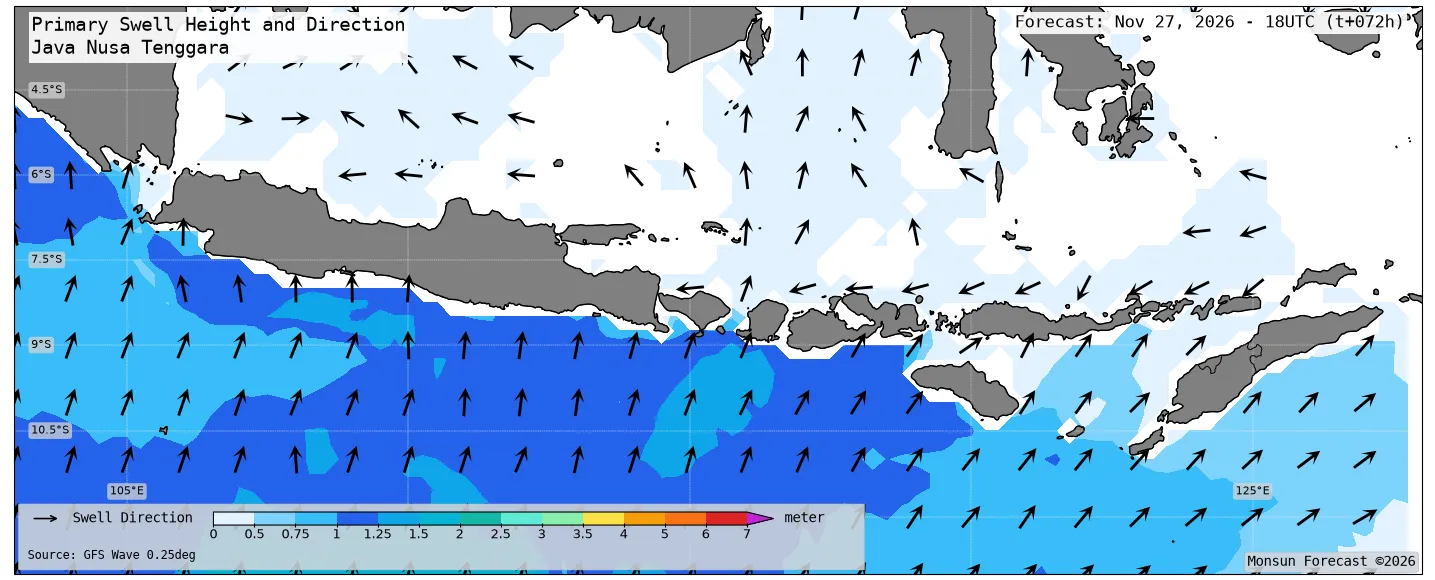 Primary Swell Height and Direction
Java Nusa Tenggara
Forecast: Nov 27, 2026 - 18UTC (t+072h)
4.5°S
6°S
7.5°S
9°S
10.5°S
105°E
125°E
Swell Direction
0 0.5 0.75 1 1.25 1.5 2 2.5 3 3.5 4 5 6 7
meter
Source: GFS Wave 0.25deg
Monsun Forecast ©2026